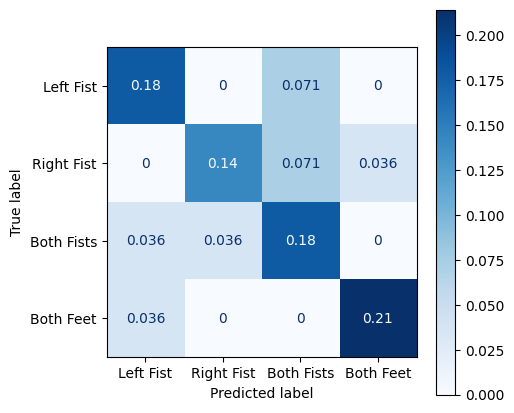 0.200
Left Fist 0.18 0 0.071 0
0.175
0.150
Right Fist 0 0.14 0.071 0.036
0.125
True label
0.100
Both Fists 0.036 0.036 0.18 0
0.075
0.050
Both Feet 0.036 0 0 0.21
0.025
0.000
Left Fist Right Fist Both Fists Both Feet
Predicted label